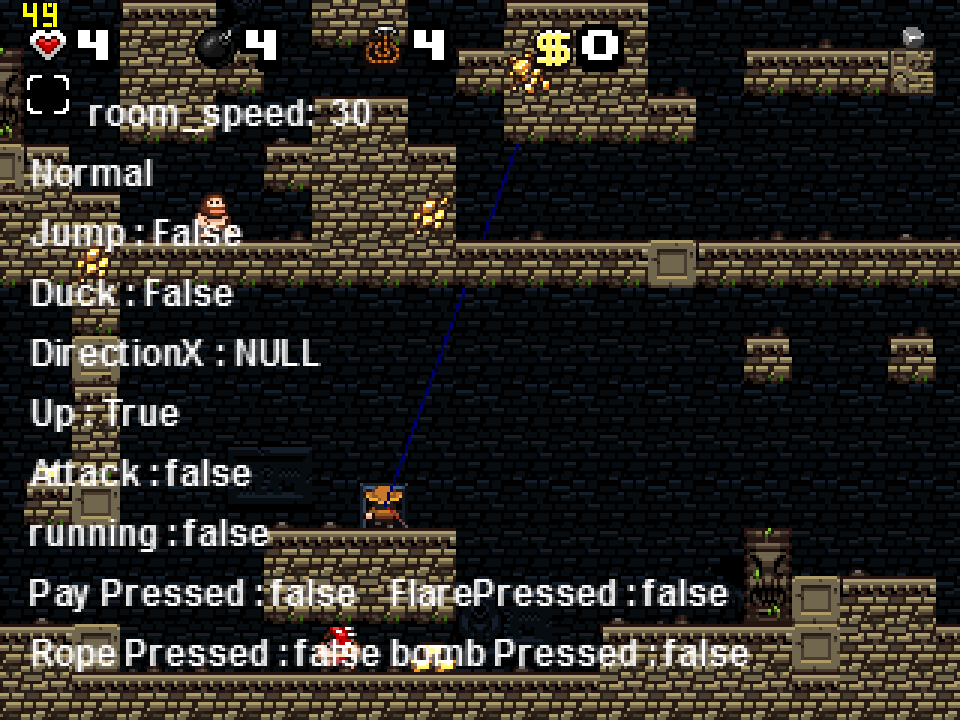 49
4 4 4 $ 0
room_speed: 30
Normal
Jump : False
Duck : False
DirectionX : NULL
Up : True
Attack :false
running :false
Pay Pressed :false FlarePressed :false
Rope Pressed :false bomb Pressed :false